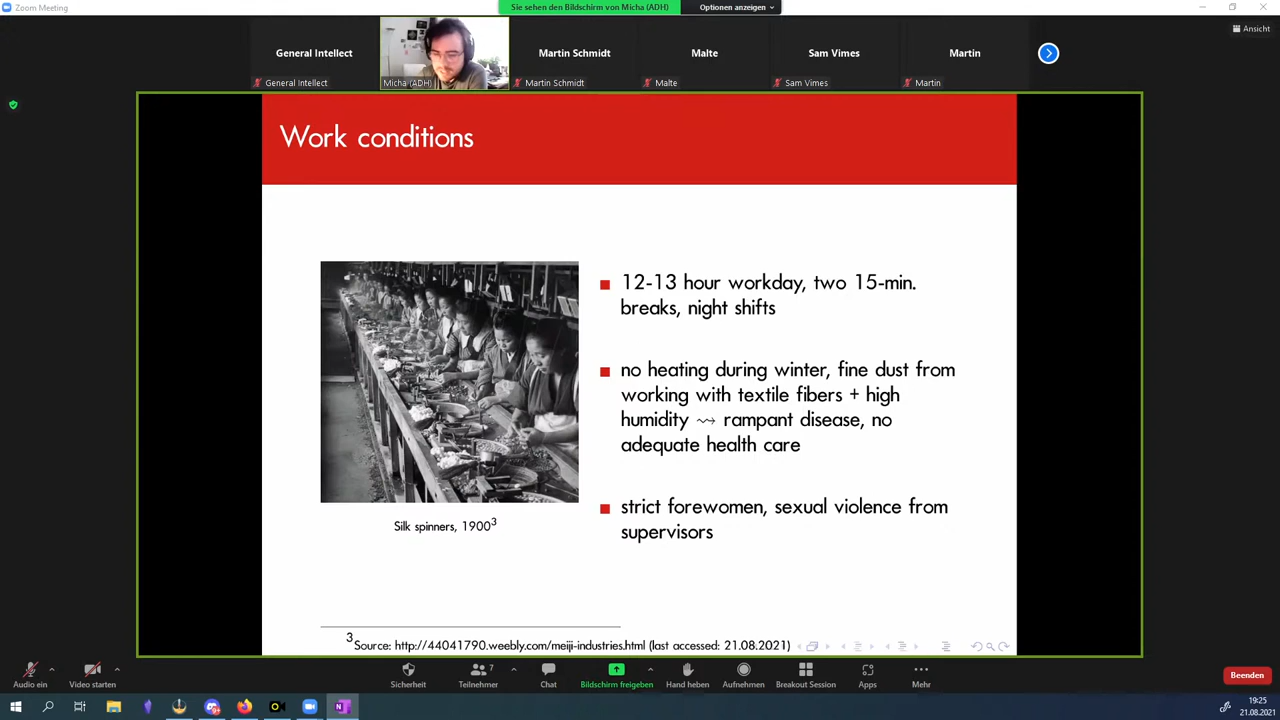 Zoom Meeting
Sie sehen den Bildschirm von Micha (ADH)
Optionen anzeigen
Ansicht
General Intellect
Martin Schmidt
Malte
Sam Vimes
Martin
General Intellect
Micha (ADH)
Martin Schmidt
Malte
Sam Vimes
Martin
Work conditions
12-13 hour workday, two 15-min.
breaks, night shifts
no heating during winter, fine dust from
working with textile fibers + high
humidity ⇝ rampant disease, no
adequate health care
strict forewomen, sexual violence from
supervisors
Silk spinners, 1900³
³Source: http://44041790.weebly.com/meiji-industries.html (last accessed: 21.08.2021)
Audio ein
Video starten
Sicherheit
Teilnehmer
7
Chat
Bildschirm freigeben
Hand heben
Aufnehmen
Breakout Session
Apps
Mehr
Beenden
19:25
21.08.2021